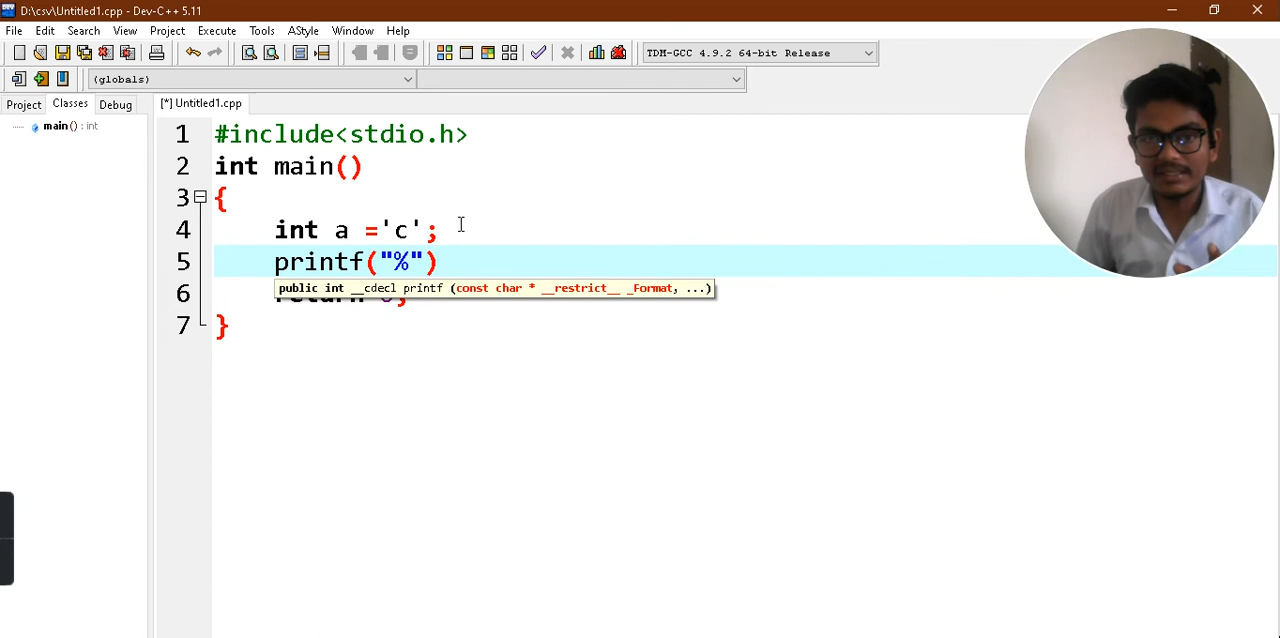 D:\csv\Untitled1.cpp - Dev-C++ 5.11
File Edit Search View Project Execute Tools AStyle Window Help
TDM-GCC 4.9.2 64-bit Release
(globals)
Project Classes Debug [*] Untitled1.cpp
main() : int
1 #include<stdio.h>
2 int main()
3 {
4 int a ='c';
5 printf("%")
public int __cdecl printf (const char * __restrict__ _Format, ...)
6 return 0;
7 }